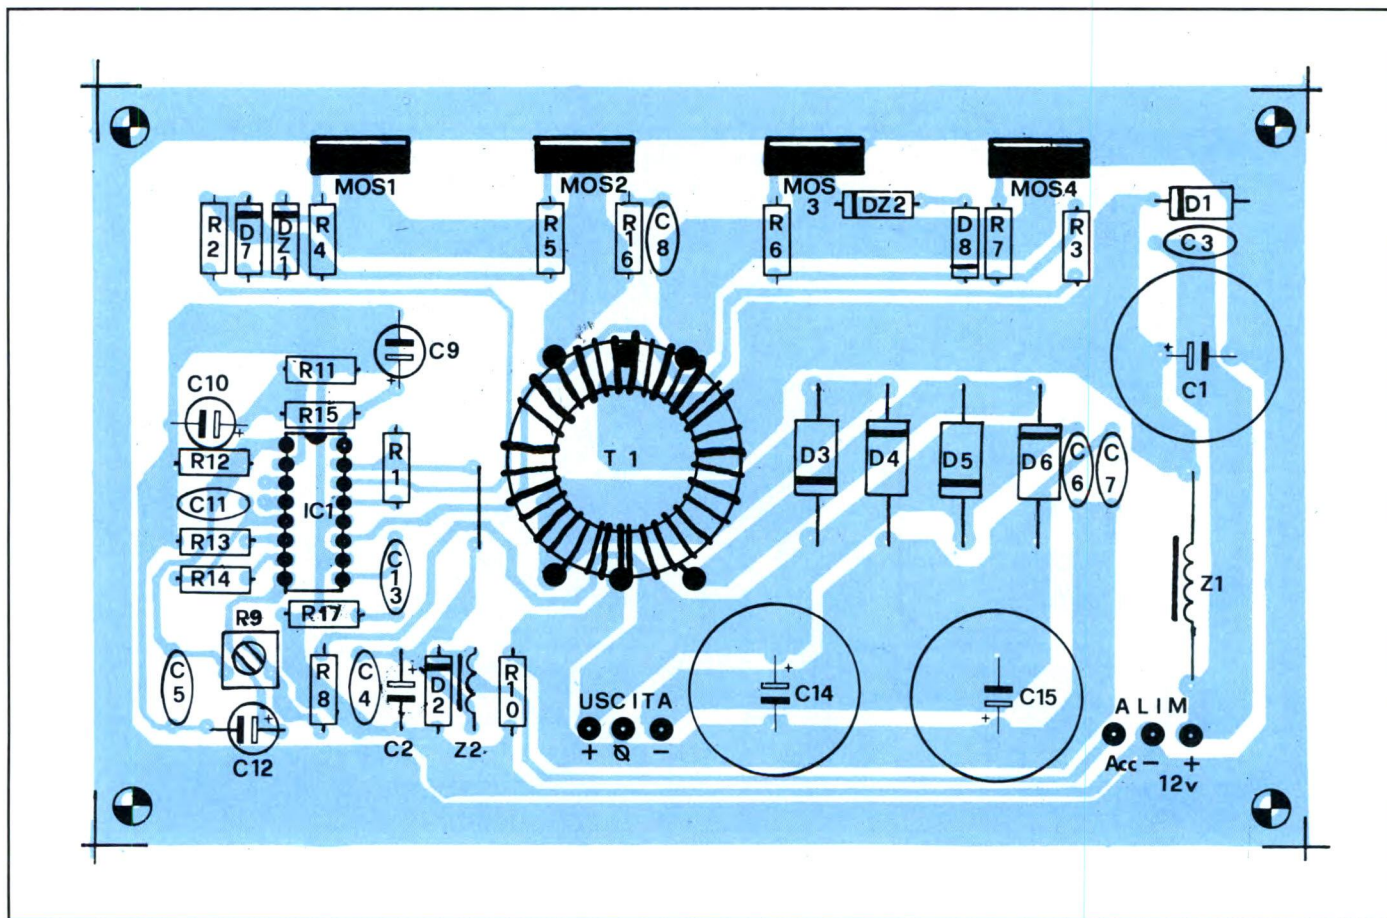 MOS1
MOS2
MOS
3
MOS4
DZ2
D1
R2
D7
DZ1
R4
R5
R16
C8
R6
D8
R7
R3
C3
C9
C1
R11
C10
R15
R12
R1
T1
D3
D4
D5
D6
C6
C7
C11
IC1
R13
R14
C13
Z1
R17
R9
C5
R8
C4
D2
R10
USCITA
+ Ø -
C14
C15
ALIM
Acc - +
12v
C12
C2
Z2